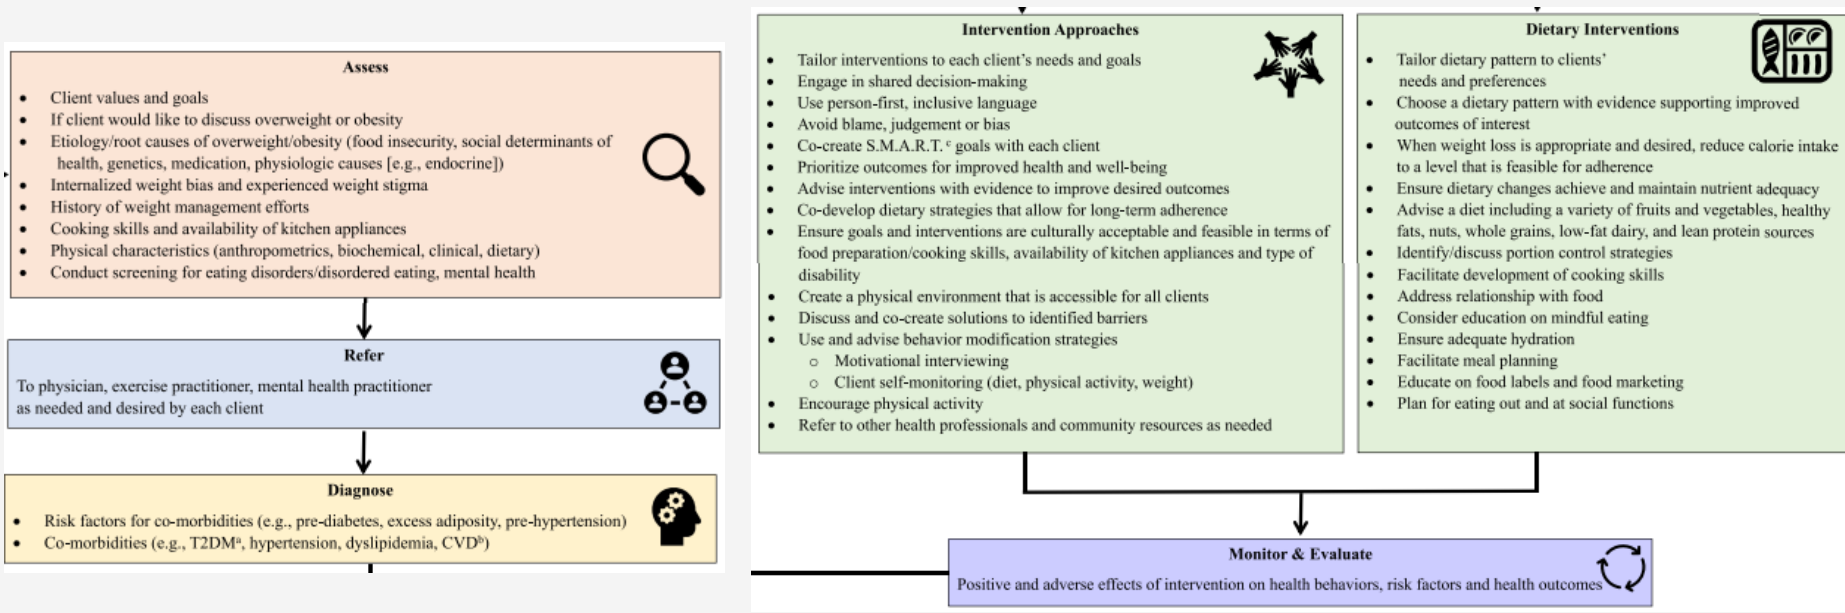 Assess
• Client values and goals
• If client would like to discuss overweight or obesity
• Etiology/root causes of overweight/obesity (food insecurity, social determinants of
health, genetics, medication, physiologic causes [e.g., endocrine])
• Internalized weight bias and experienced weight stigma
• History of weight management efforts
• Cooking skills and availability of kitchen appliances
• Physical characteristics (anthropometrics, biochemical, clinical, dietary)
• Conduct screening for eating disorders/disordered eating, mental health
Refer
To physician, exercise practitioner, mental health practitioner
as needed and desired by each client
Diagnose
• Risk factors for co-morbidities (e.g., pre-diabetes, excess adiposity, pre-hypertension)
• Co-morbidities (e.g., T2DMᵃ, hypertension, dyslipidemia, CVDᵇ)
Intervention Approaches
• Tailor interventions to each client's needs and goals
• Engage in shared decision-making
• Use person-first, inclusive language
• Avoid blame, judgement or bias
• Co-create S.M.A.R.T. ᶜ goals with each client
• Prioritize outcomes for improved health and well-being
• Advise interventions with evidence to improve desired outcomes
• Co-develop dietary strategies that allow for long-term adherence
• Ensure goals and interventions are culturally acceptable and feasible in terms of
food preparation/cooking skills, availability of kitchen appliances and type of
disability
• Create a physical environment that is accessible for all clients
• Discuss and co-create solutions to identified barriers
• Use and advise behavior modification strategies
o Motivational interviewing
o Client self-monitoring (diet, physical activity, weight)
• Encourage physical activity
• Refer to other health professionals and community resources as needed
Dietary Interventions
• Tailor dietary pattern to clients'
needs and preferences
• Choose a dietary pattern with evidence supporting improved
outcomes of interest
• When weight loss is appropriate and desired, reduce calorie intake
to a level that is feasible for adherence
• Ensure dietary changes achieve and maintain nutrient adequacy
• Advise a diet including a variety of fruits and vegetables, healthy
fats, nuts, whole grains, low-fat dairy, and lean protein sources
• Identify/discuss portion control strategies
• Facilitate development of cooking skills
• Address relationship with food
• Consider education on mindful eating
• Ensure adequate hydration
• Facilitate meal planning
• Educate on food labels and food marketing
• Plan for eating out and at social functions
Monitor & Evaluate
Positive and adverse effects of intervention on health behaviors, risk factors and health outcomes